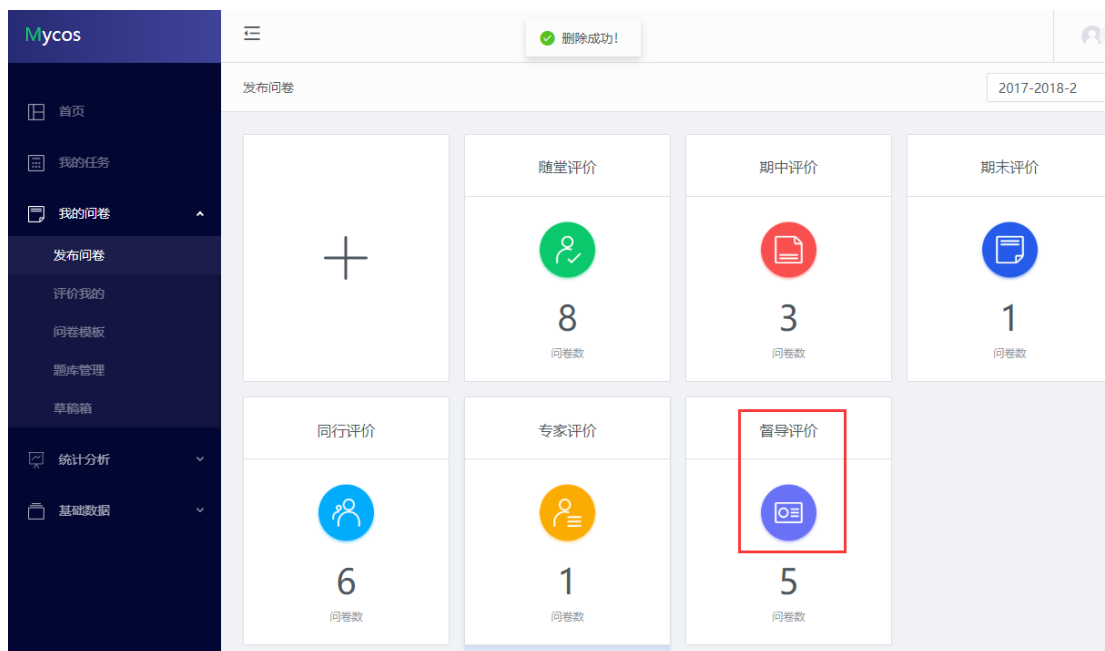 Mycos
删除成功!
首页
我的任务
我的问卷
发布问卷
评价我的
问卷模板
题库管理
草稿箱
统计分析
基础数据
发布问卷
2017-2018-2
随堂评价
8
问卷数
期中评价
3
问卷数
期末评价
1
问卷数
同行评价
6
问卷数
专家评价
1
问卷数
督导评价
5
问卷数